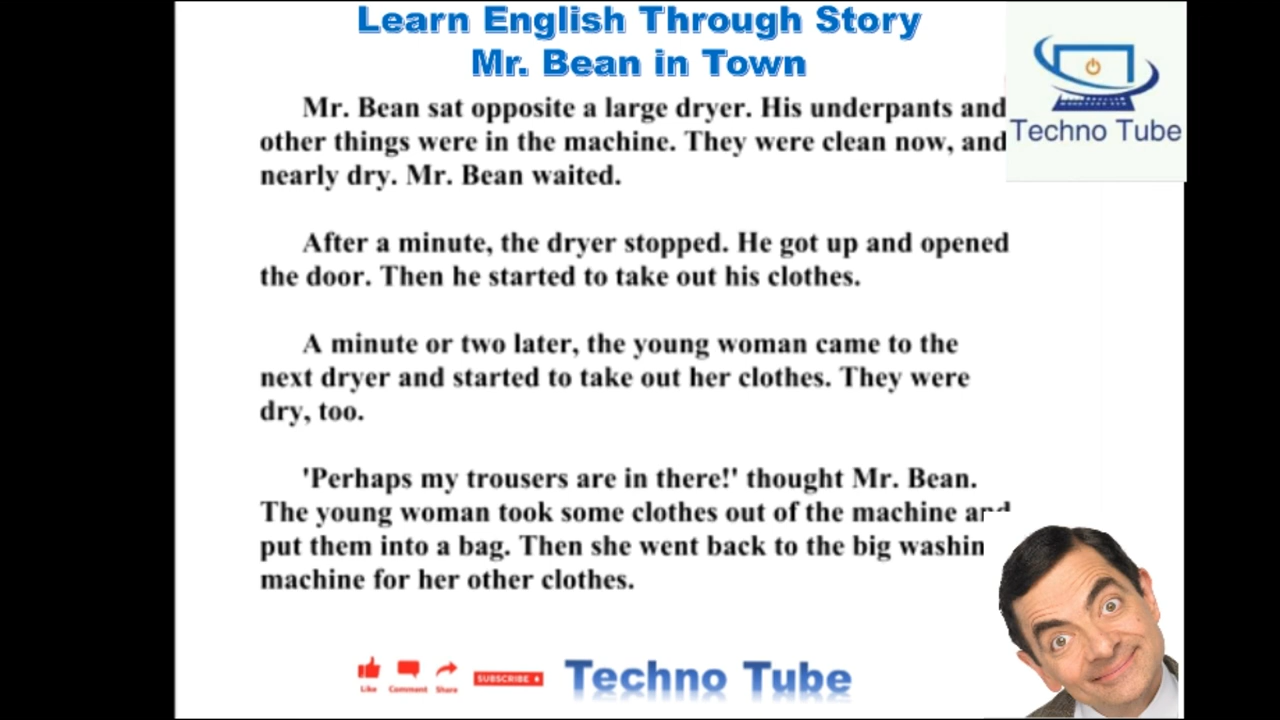 Learn English Through Story
Mr. Bean in Town
Techno Tube
Mr. Bean sat opposite a large dryer. His underpants and
other things were in the machine. They were clean now, and
nearly dry. Mr. Bean waited.
After a minute, the dryer stopped. He got up and opened
the door. Then he started to take out his clothes.
A minute or two later, the young woman came to the
next dryer and started to take out her clothes. They were
dry, too.
'Perhaps my trousers are in there!' thought Mr. Bean.
The young woman took some clothes out of the machine and
put them into a bag. Then she went back to the big washin
machine for her other clothes.
Like Comment Share SUBSCRIBE Techno Tube